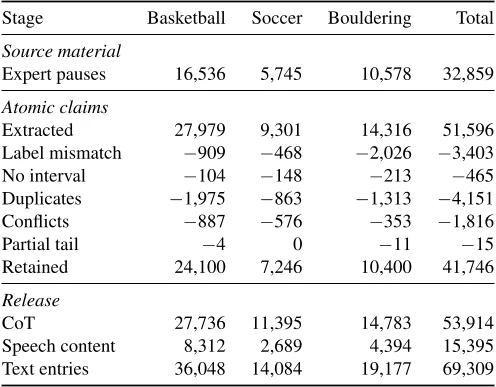 Stage Basketball Soccer Bouldering Total
Source material
Expert pauses 16,536 5,745 10,578 32,859
Atomic claims
Extracted 27,979 9,301 14,316 51,596
Label mismatch −909 −468 −2,026 −3,403
No interval −104 −148 −213 −465
Duplicates −1,975 −863 −1,313 −4,151
Conflicts −887 −576 −353 −1,816
Partial tail −4 0 −11 −15
Retained 24,100 7,246 10,400 41,746
Release
CoT 27,736 11,395 14,783 53,914
Speech content 8,312 2,689 4,394 15,395
Text entries 36,048 14,084 19,177 69,309